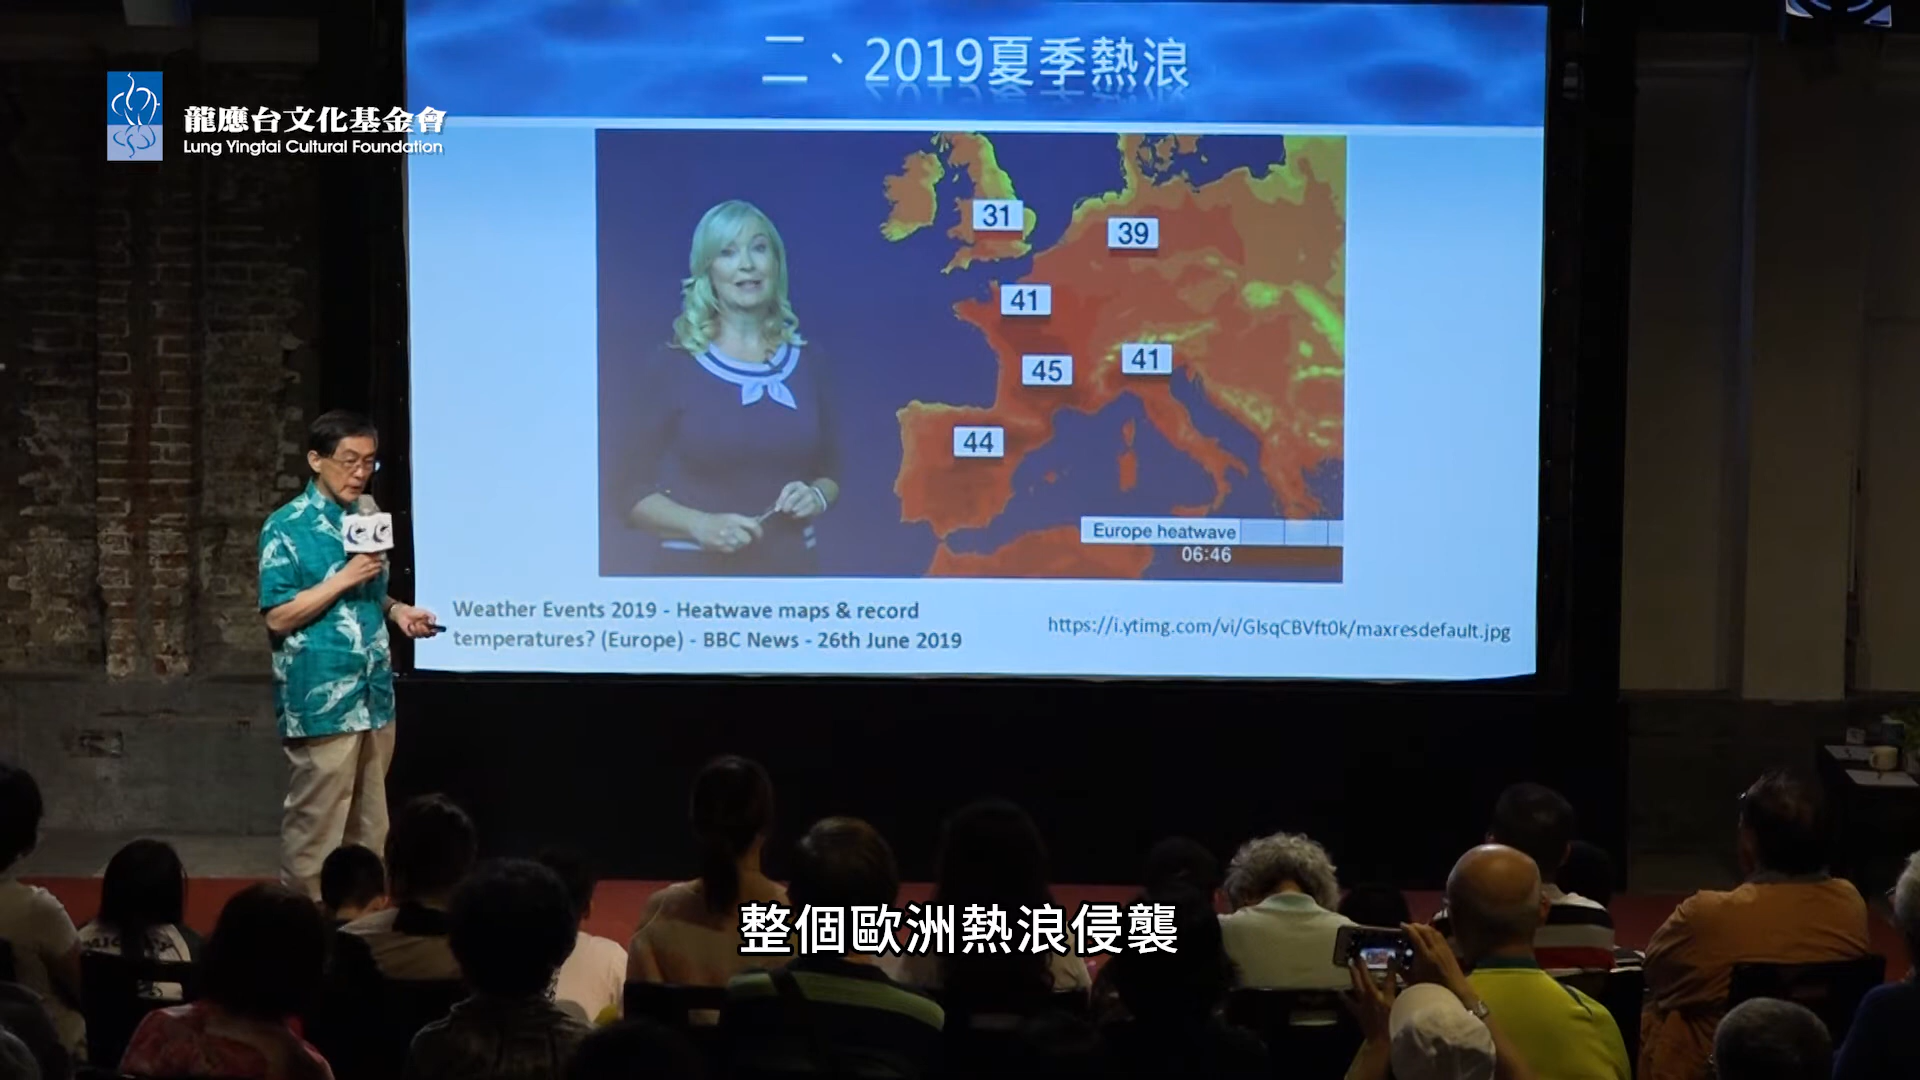 二、2019夏季熱浪
龍應台文化基金會
Lung Yingtai Cultural Foundation
31
39
41
45
41
44
Europe heatwave
06:46
Weather Events 2019 - Heatwave maps & record
temperatures? (Europe) - BBC News - 26th June 2019
https://i.ytimg.com/vi/GlsqCBVft0k/maxresdefault.jpg
整個歐洲熱浪侵襲